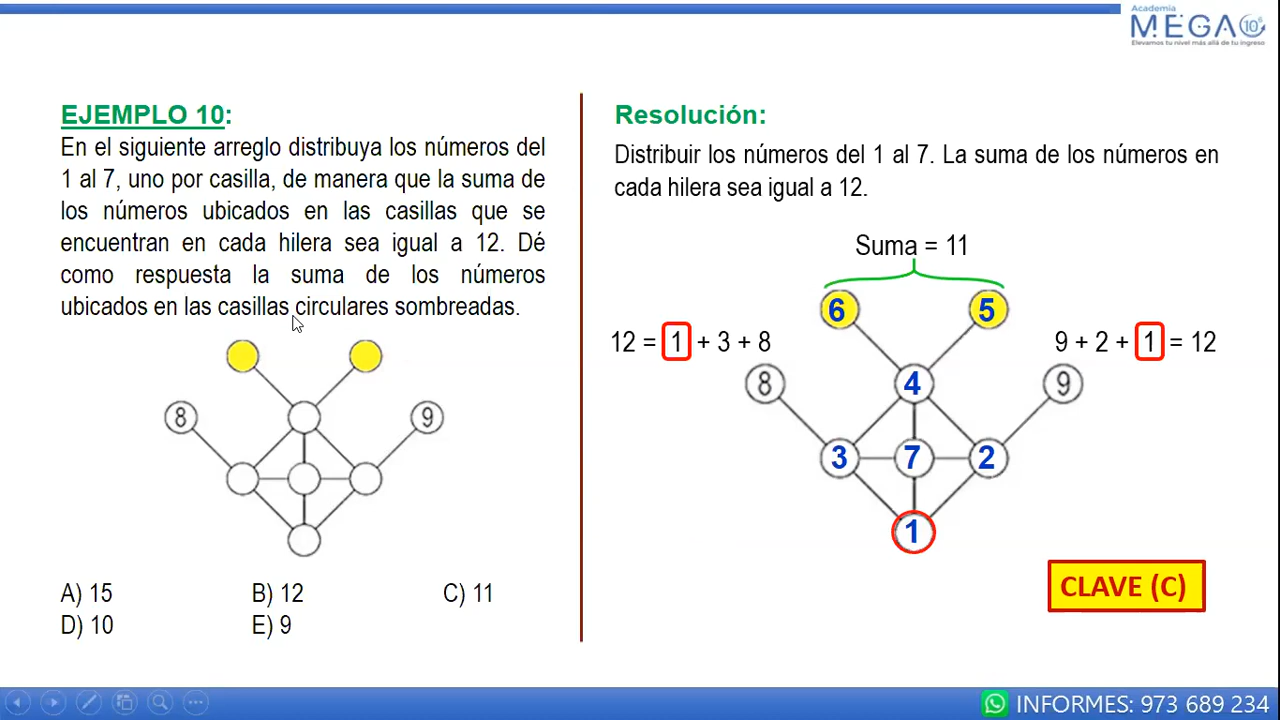 Academia
MEGA 10⁶
Elevamos tu nivel más allá de tu ingreso
EJEMPLO 10:
En el siguiente arreglo distribuya los números del
1 al 7, uno por casilla, de manera que la suma de
los números ubicados en las casillas que se
encuentran en cada hilera sea igual a 12. Dé
como respuesta la suma de los números
ubicados en las casillas circulares sombreadas.
8
9
A) 15
B) 12
C) 11
D) 10
E) 9
Resolución:
Distribuir los números del 1 al 7. La suma de los números en
cada hilera sea igual a 12.
Suma = 11
6
5
12 = 1 + 3 + 8
9 + 2 + 1 = 12
8
4
9
3
7
2
1
CLAVE (C)
INFORMES: 973 689 234